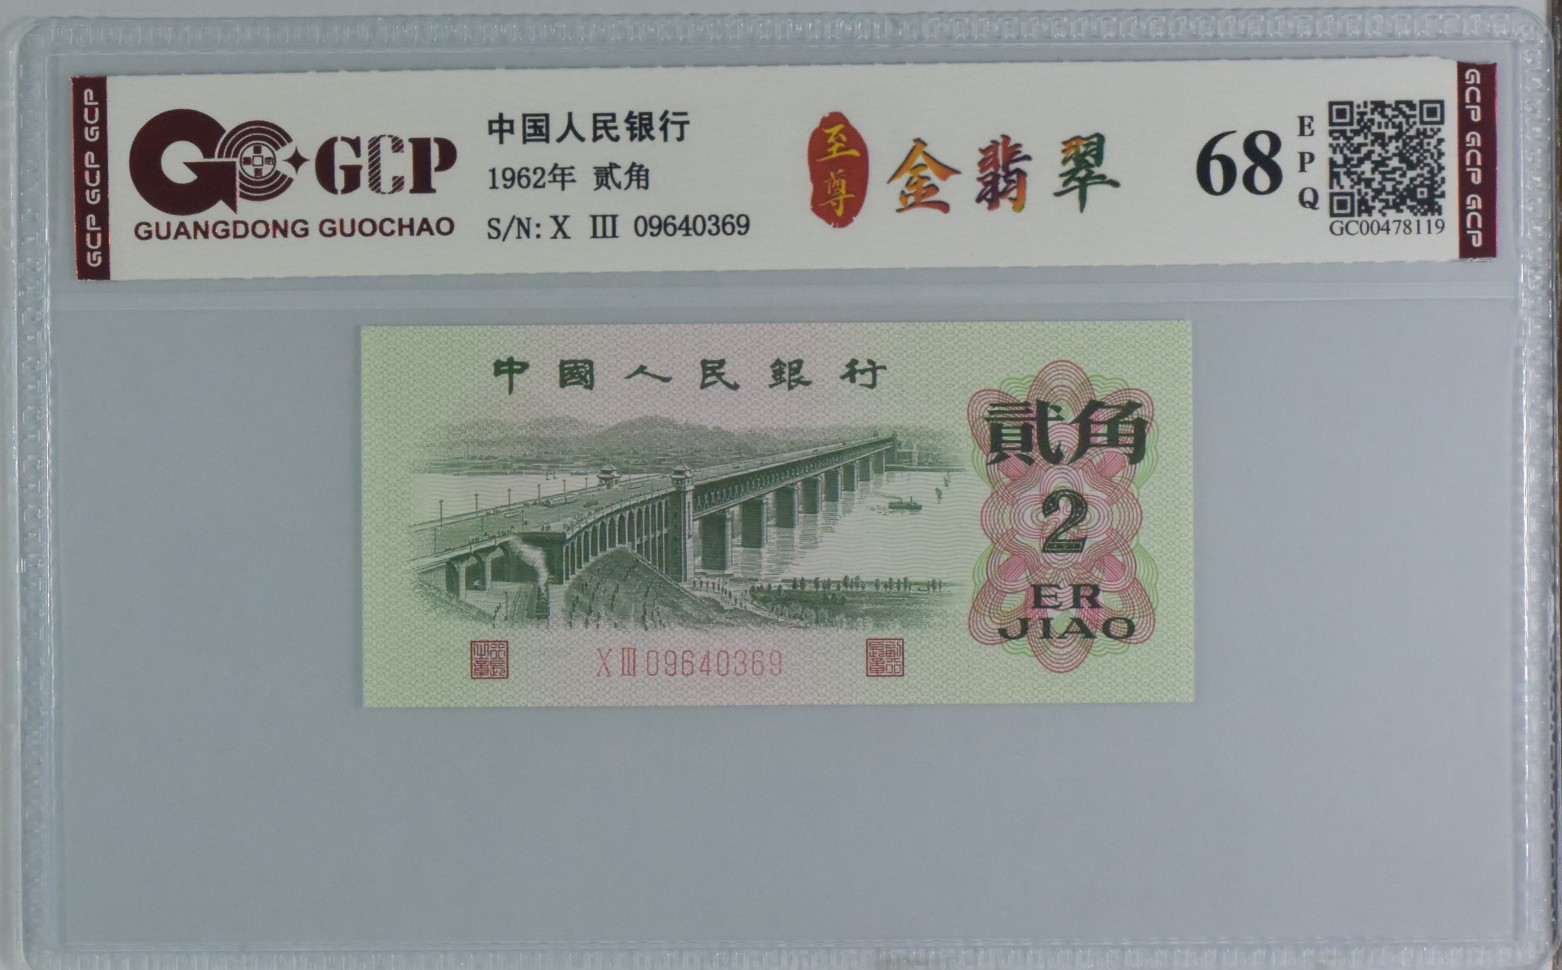 GCP GCP GCP
GCP
GUANGDONG GUOCHAO
中国人民银行
1962年 贰角
S/N: X Ⅲ 09640369
至尊
金翡翠
68
EPQ
GC00478119
GCP GCP GCP
中國人民銀行
貳角
2
ER
JIAO
X Ⅲ 09640369